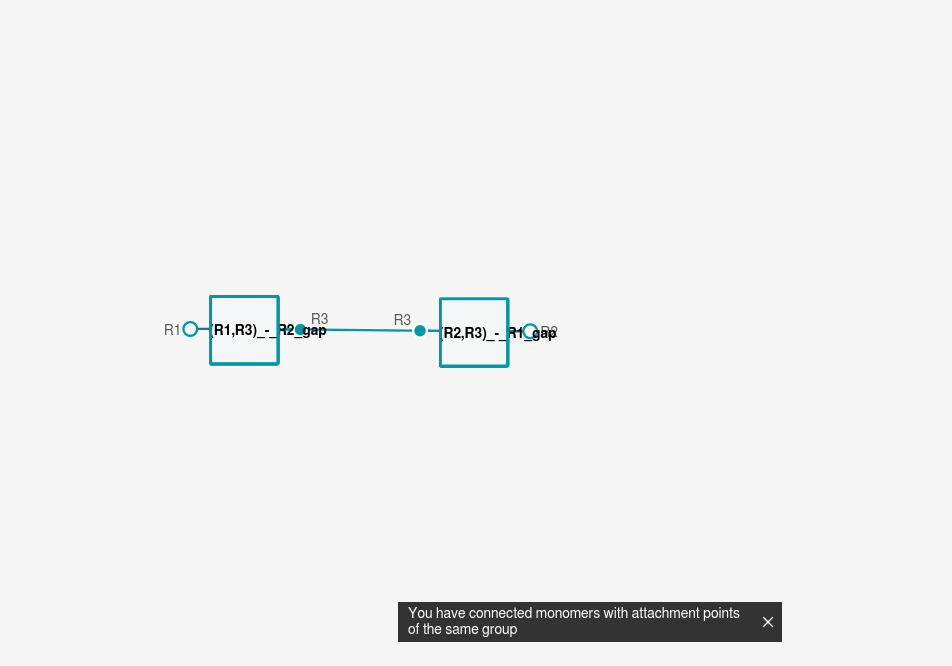 R1
(R1,R3)_-_R2_gap
R3
R3
(R2,R3)_-_R1_gap
R2
You have connected monomers with attachment points
of the same group